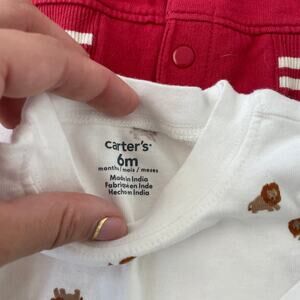 carter's
6m
months / mois / meses
Made in India
Fabriqué en Inde
Hecho en India